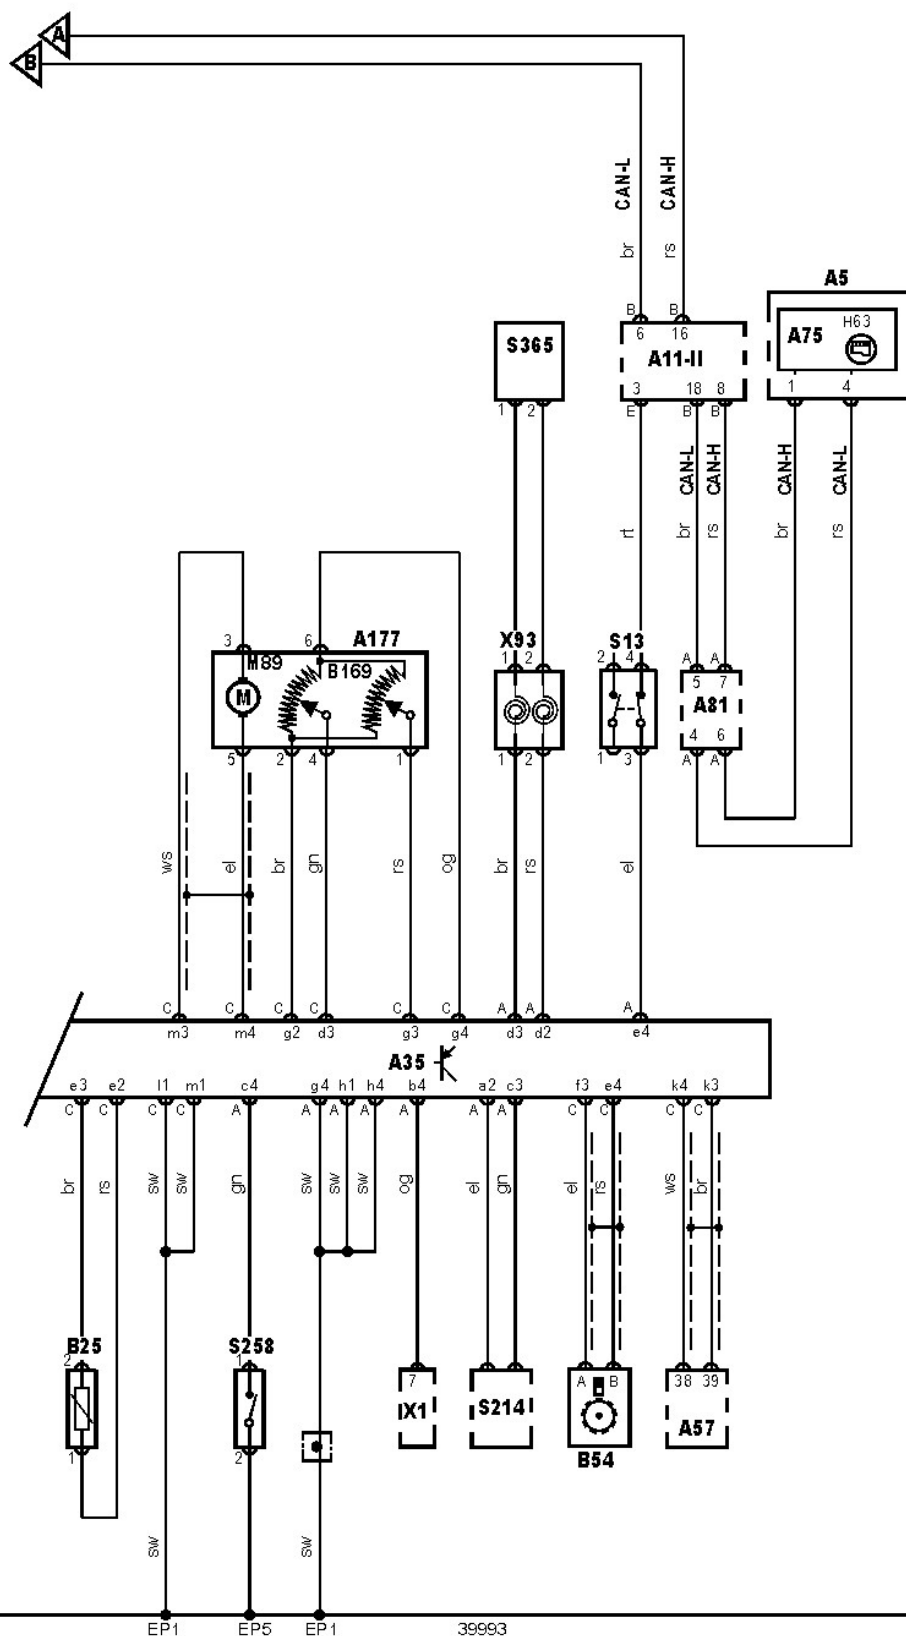 A
B
CAN-L
CAN-H
br
rs
A5
B
B
6
16
H63
S365
A75
A11-II
3
18
8
1
4
1
2
E
B
B
CAN-L
CAN-H
CAN-H
CAN-L
rt
br
rs
br
rs
3
6
A177
X93
S13
M89
B169
1
2
2
4
A
A
5
7
M
A81
4
6
5
2
4
1
1
2
1
3
A
A
ws
el
br
gn
rs
og
br
rs
el
C
C
C
C
C
C
A
A
A
m3
m4
g2
d3
g3
g4
d3
d2
e4
A35
e3
e2
l1
m1
c4
g4
h1
h4
b4
a2
c3
f3
e4
k4
k3
C
C
C
C
A
A
A
A
A
A
A
C
C
C
C
br
rs
sw
sw
gn
sw
sw
sw
og
el
gn
el
rs
ws
br
B25
S258
2
1
7
A
B
38
39
X1
S214
A57
1
2
B54
sw
sw
EP1
EP5
EP1
39993